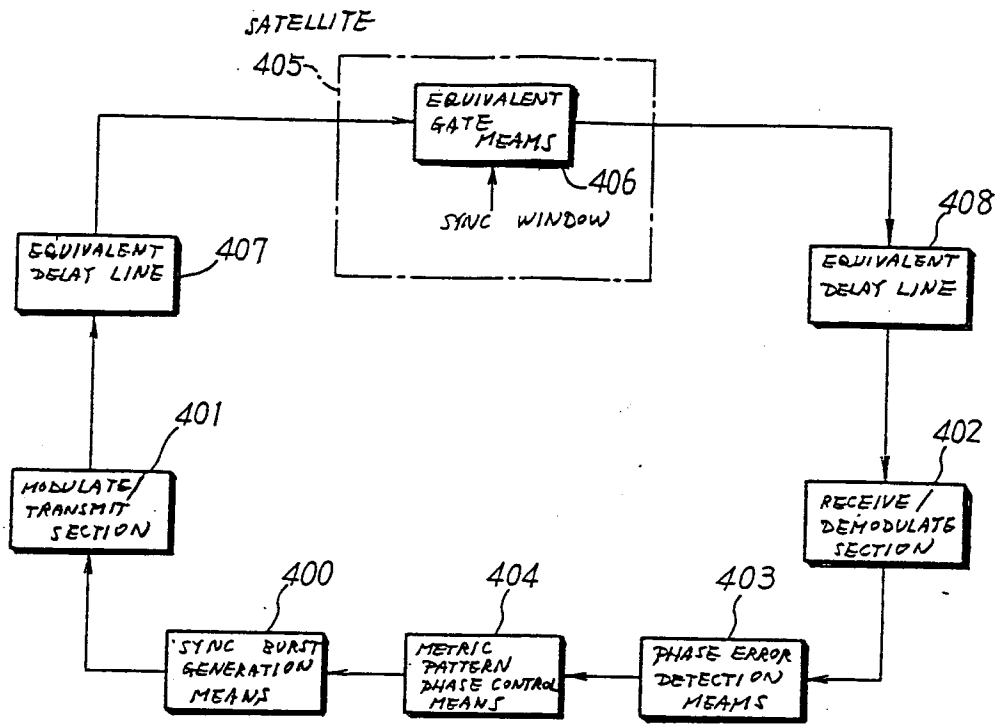 SATELLITE
405
EQUIVALENT
GATE
MEAMS
406
SYNC WINDOW
408
EQUIVALENT
DELAY LINE
407
EQUIVALENT
DELAY LINE
401
MODULATE/
TRANSMIT
SECTION
402
RECEIVE/
DEMODULATE
SECTION
400
SYNC BURST
GENERATION
MEANS
404
METRIC
PATTERN
PHASE CONTROL
MEANS
403
PHASE ERROR
DETECTION
MEAMS